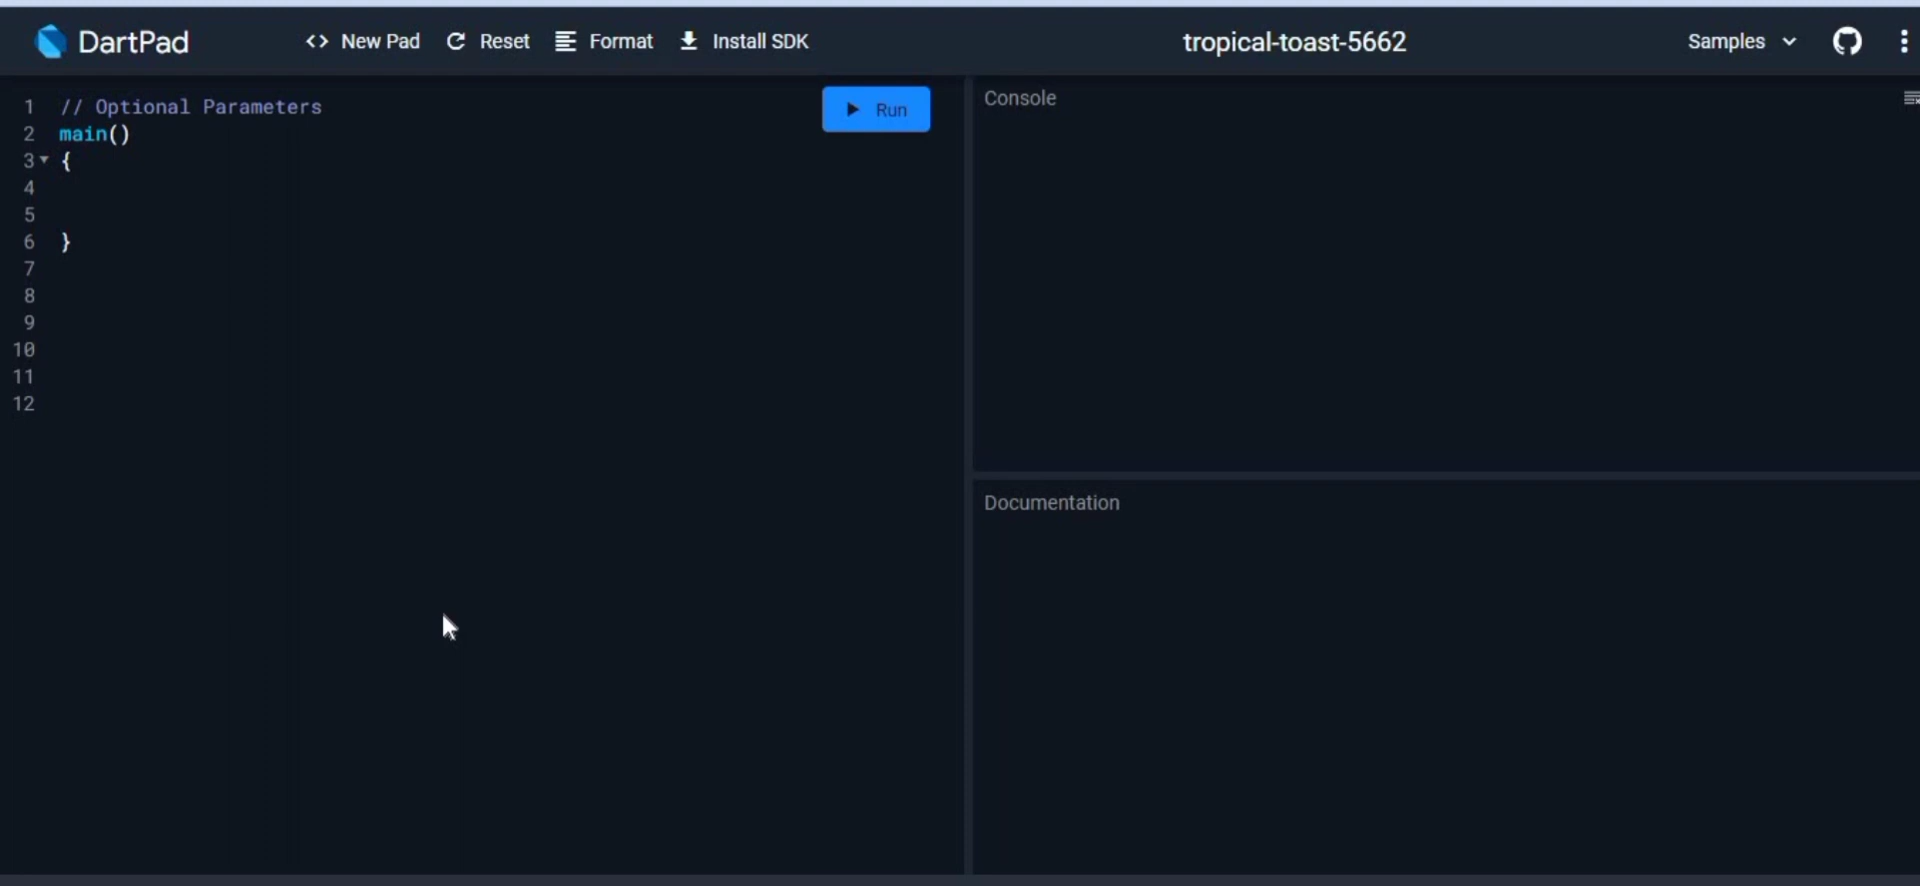 DartPad
<> New Pad Reset Format Install SDK
tropical-toast-5662
Samples
1 // Optional Parameters
2 main()
3 {
4
5
6 }
7
8
9
10
11
12
Run
Console
Documentation